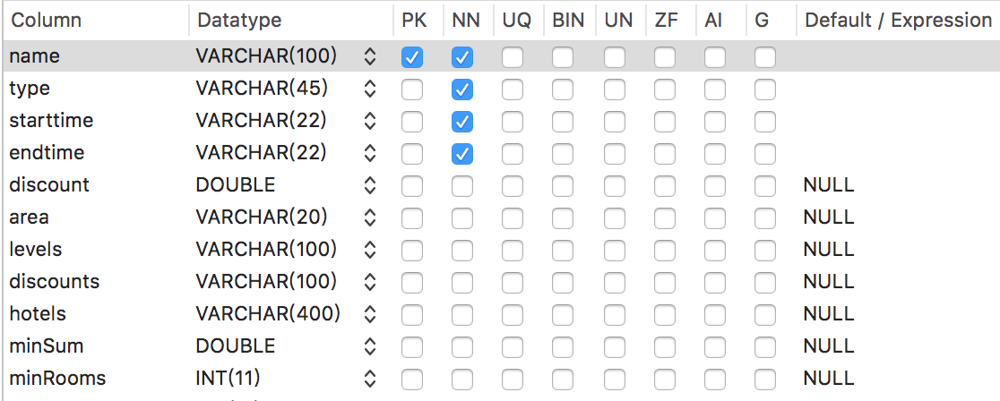 Column Datatype PK NN UQ BIN UN ZF AI G Default / Expression
name VARCHAR(100)
type VARCHAR(45)
starttime VARCHAR(22)
endtime VARCHAR(22)
discount DOUBLE NULL
area VARCHAR(20) NULL
levels VARCHAR(100) NULL
discounts VARCHAR(100) NULL
hotels VARCHAR(400) NULL
minSum DOUBLE NULL
minRooms INT(11) NULL